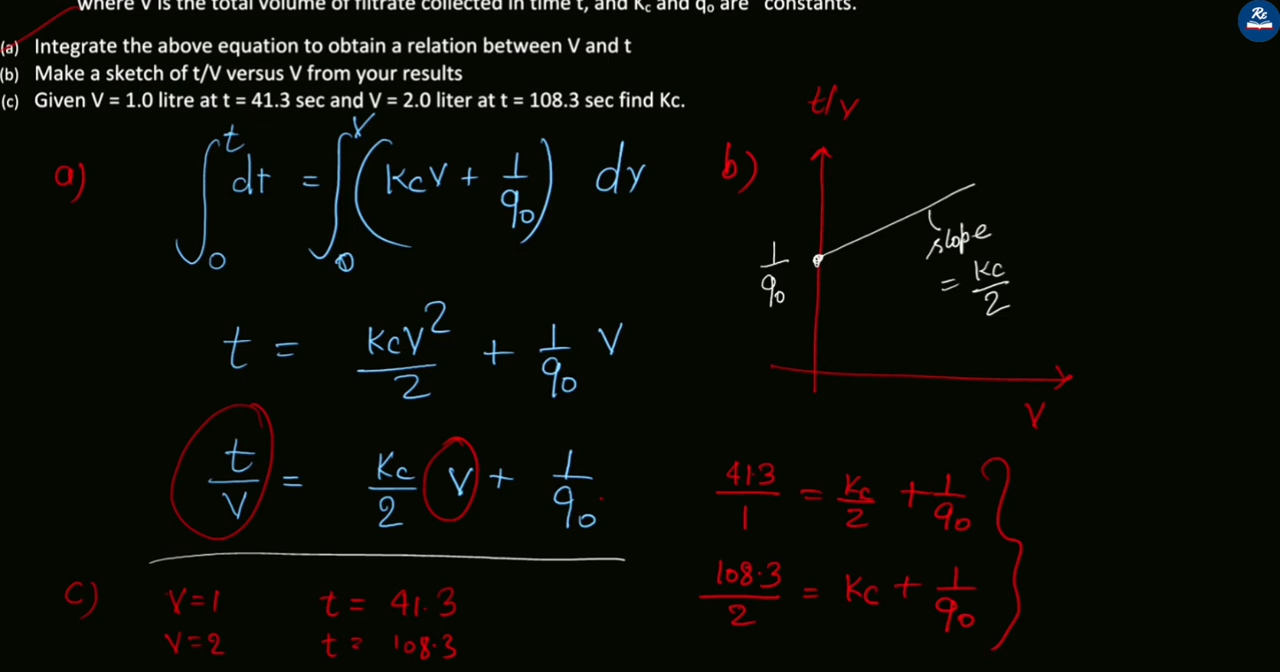 where V is the total volume of filtrate collected in time t, and Kc and q0 are "constants.
Rc
(a) Integrate the above equation to obtain a relation between V and t
(b) Make a sketch of t/V versus V from your results
(c) Given V = 1.0 litre at t = 41.3 sec and V = 2.0 liter at t = 108.3 sec find Kc.
a) ∫₀ᵗ dt = ∫₀ⱽ (KcV + 1/q0) dV
t = KcV²/2 + 1/q0 V
t/V = Kc/2 V + 1/q0
b)
t/V
1/q0
slope
= Kc/2
V
c) V=1 t = 41.3
V=2 t = 108.3
41.3/1 = Kc/2 + 1/q0
108.3/2 = Kc + 1/q0